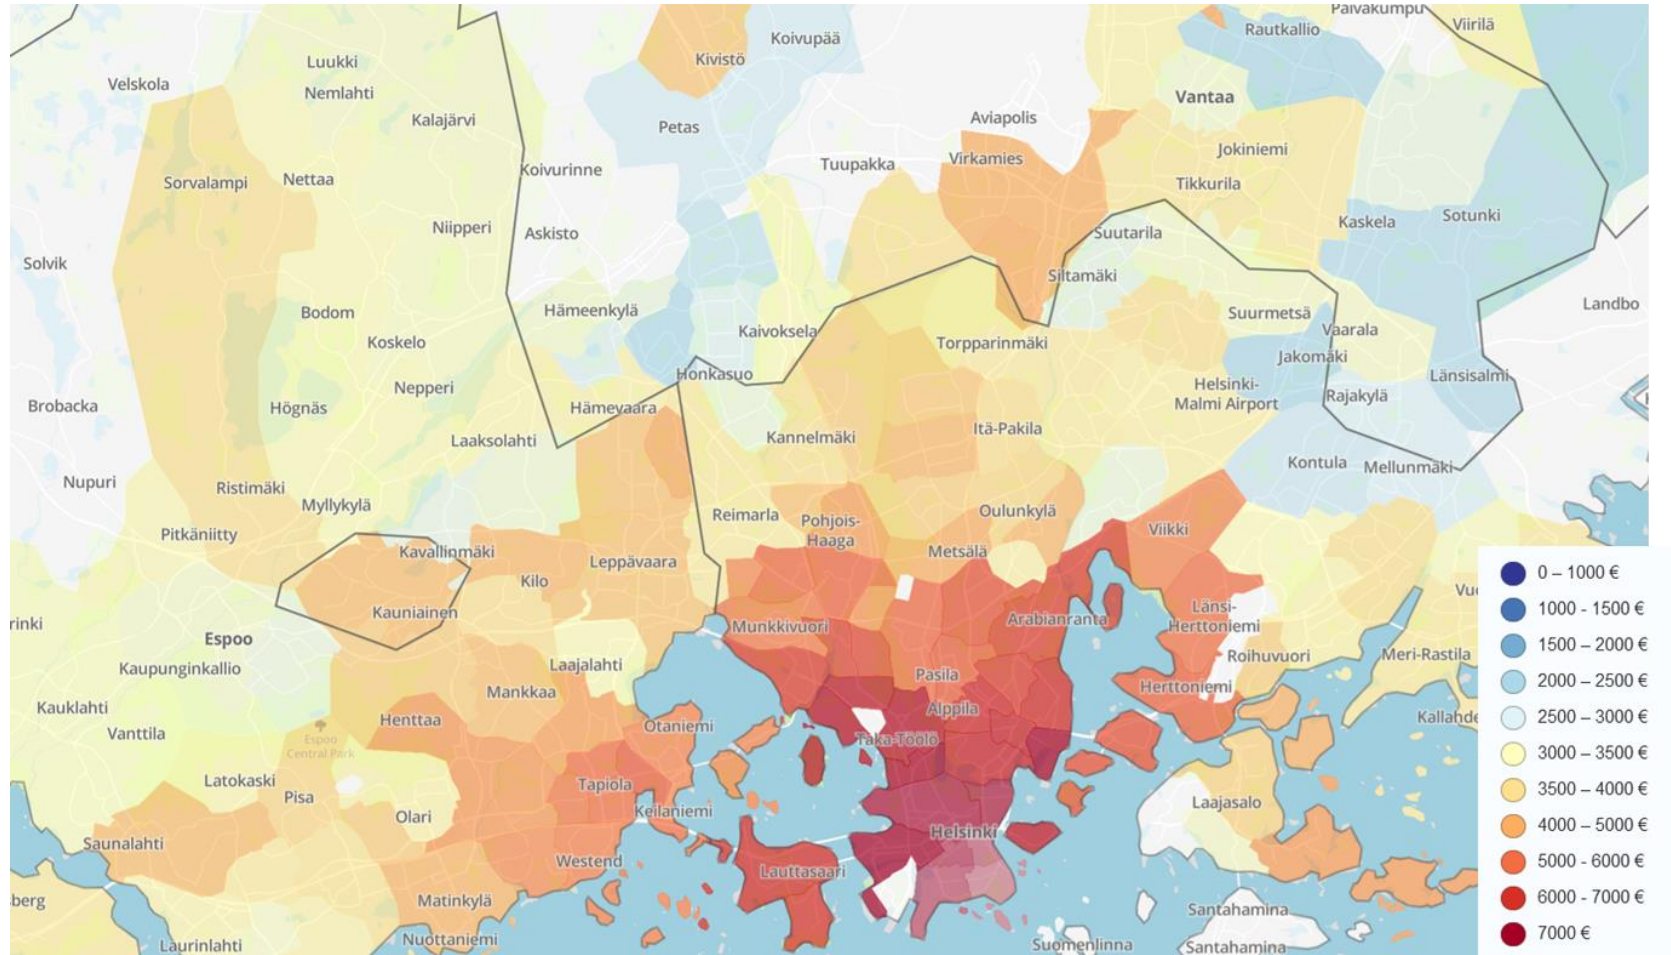 Päiväkumpu
Viirilä
Rautkallio
Koivupää
Kivistö
Luukki
Velskola
Nemlahti
Vantaa
Kalajärvi
Aviapolis
Petas
Jokiniemi
Virkamies
Tuupakka
Koivurinne
Nettaa
Sorvalampi
Tikkurila
Sotunki
Kaskela
Niipperi
Askisto
Suutarila
Solvik
Siltamäki
Landbo
Hämeenkylä
Bodom
Suurmetsä
Kaivoksela
Vaarala
Koskelo
Torpparinmäki
Jakomäki
Honkasuo
Länsisalmi
Helsinki-
Malmi Airport
Nepperi
Rajakylä
Brobacka
Högnäs
Hämevaara
Itä-Pakila
Kannelmäki
Laaksolahti
Kontula
Mellunmäki
Nupuri
Ristimäki
Myllykylä
Reimarla
Oulunkylä
Pohjois-
Haaga
Viikki
Pitkäniitty
Kavallinmäki
Metsälä
Leppävaara
Kilo
Kauniainen
Länsi-
Herttoniemi
Arabianranta
rinki
Munkkivuori
Espoo
Roihuvuori
Meri-Rastila
Laajalahti
Kaupunginkallio
Pasila
Herttoniemi
Mankkaa
Kauklahti
Alppila
Kallahde
Henttaa
Otaniemi
Vanttila
Espoo
Central Park
Taka-Töölö
Latokaski
Tapiola
Pisa
Laajasalo
Keilaniemi
Olari
Helsinki
Saunalahti
Westend
Lauttasaari
berg
Matinkylä
Santahamina
Nuottaniemi
Laurinlahti
Suomenlinna
Santahamina
0 – 1000 €
1000 - 1500 €
1500 – 2000 €
2000 – 2500 €
2500 – 3000 €
3000 – 3500 €
3500 – 4000 €
4000 – 5000 €
5000 - 6000 €
6000 - 7000 €
7000 €